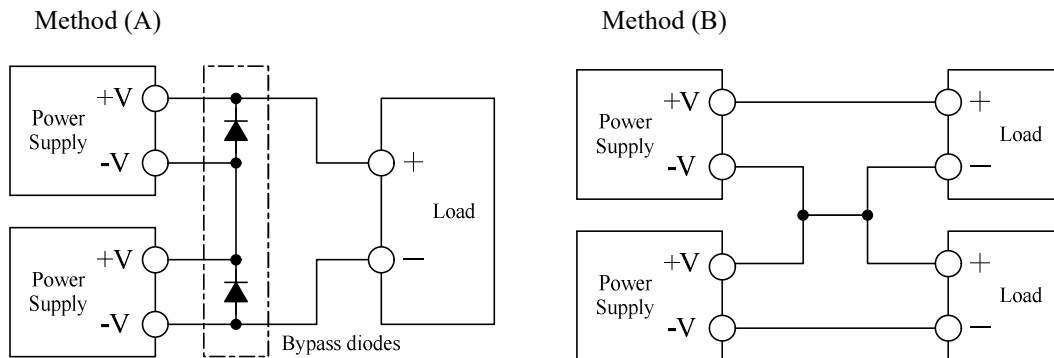 Method (A)
+V
Power
Supply
-V
+V
Power
Supply
-V
+
Load
−
Bypass diodes
Method (B)
+V
Power
Supply
-V
+V
Power
Supply
-V
+
Load
−
+
Load
−